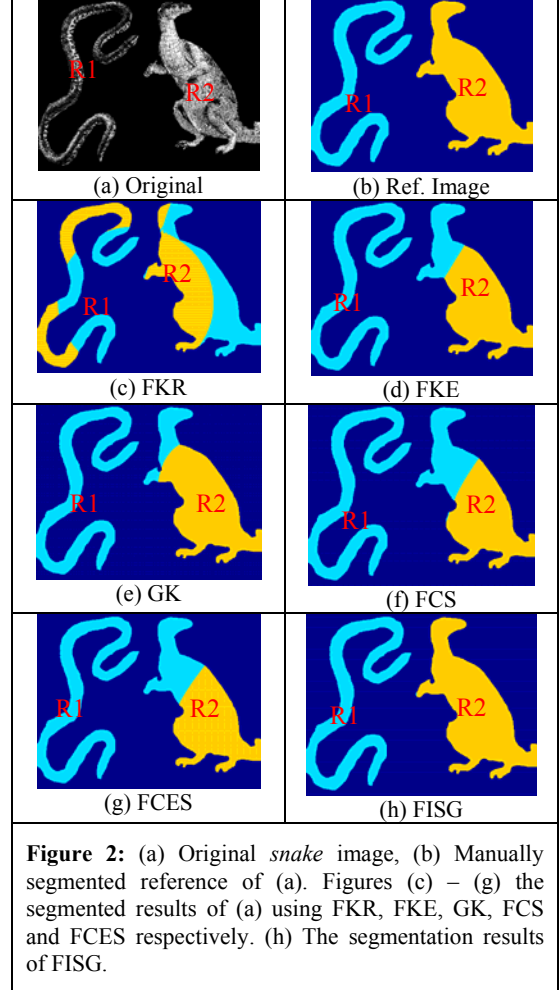 R1
R2
(a) Original
R1
R2
(b) Ref. Image
R1
R2
(c) FKR
R1
R2
(d) FKE
R1
R2
(e) GK
R1
R2
(f) FCS
R1
R2
(g) FCES
R1
R2
(h) FISG
Figure 2: (a) Original snake image, (b) Manually
segmented reference of (a). Figures (c) – (g) the
segmented results of (a) using FKR, FKE, GK, FCS
and FCES respectively. (h) The segmentation results
of FISG.